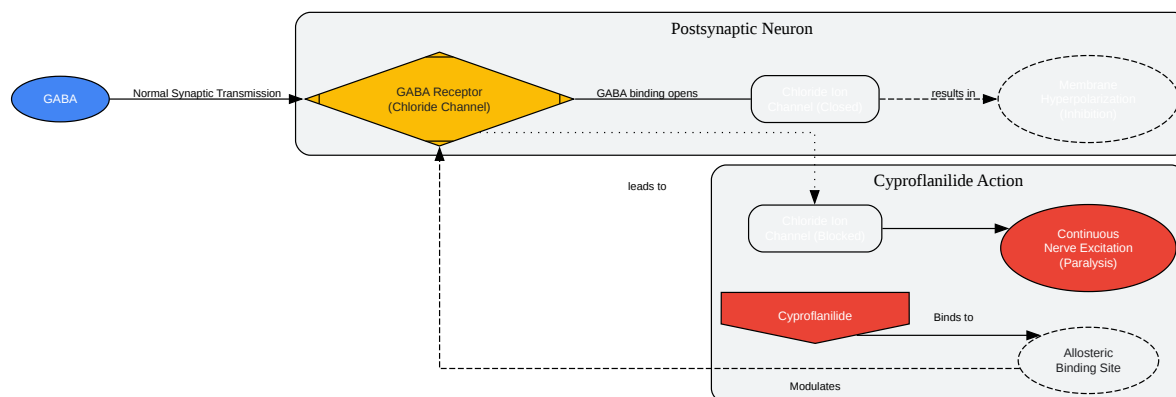 Postsynaptic Neuron
GABA
Normal Synaptic Transmission
GABA Receptor
(Chloride Channel)
GABA binding opens
Chloride Ion
Channel (Closed)
results in
Membrane
Hyperpolarization
(Inhibition)
leads to
Cyproflanilide Action
Chloride Ion
Channel (Blocked)
Continuous
Nerve Excitation
(Paralysis)
Cyproflanilide
Binds to
Allosteric
Binding Site
Modulates